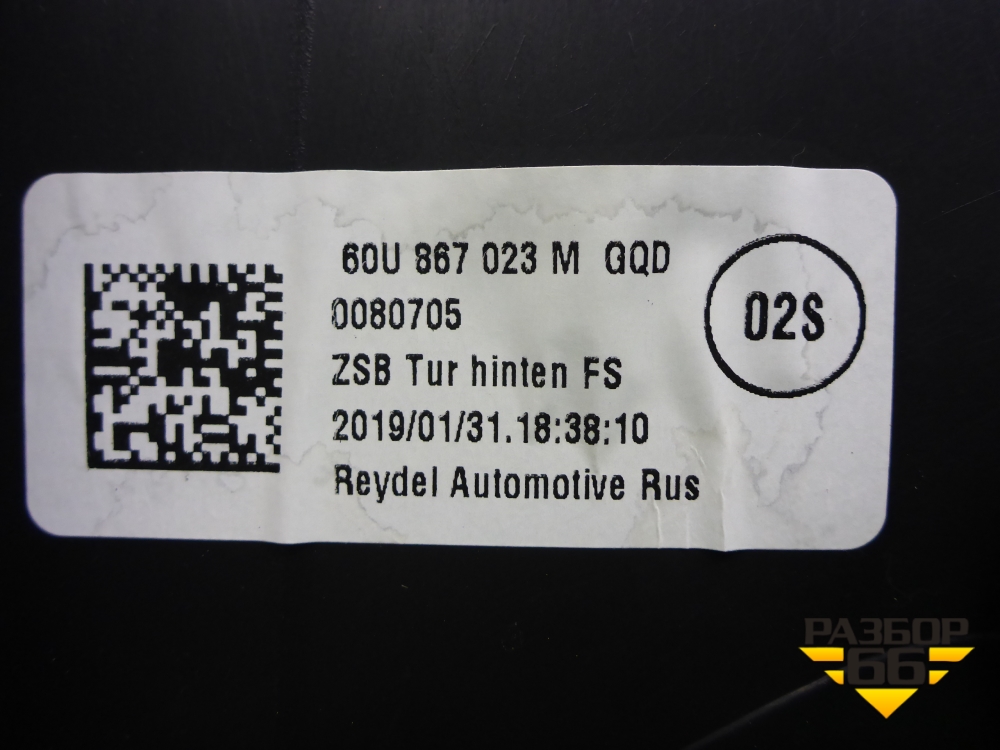 60U 867 023 M GQD
0080705
02S
ZSB Tur hinten FS
2019/01/31.18:38:10
Reydel Automotive Rus
РАЗБОР
66